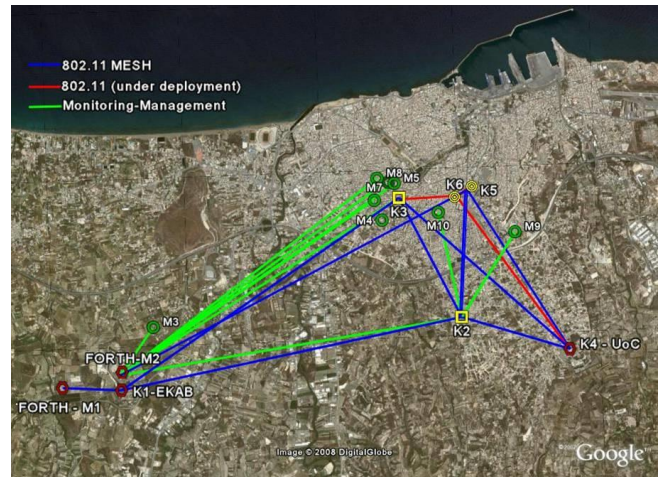 802.11 MESH
802.11 (under deployment)
Monitoring-Management
M8
M5
M7
K6
K5
K3
M4
M10
M9
M3
K2
FORTH-M2
K4 - UoC
FORTH - M1
K1-EKAB
Image © 2008 DigitalGlobe
Google